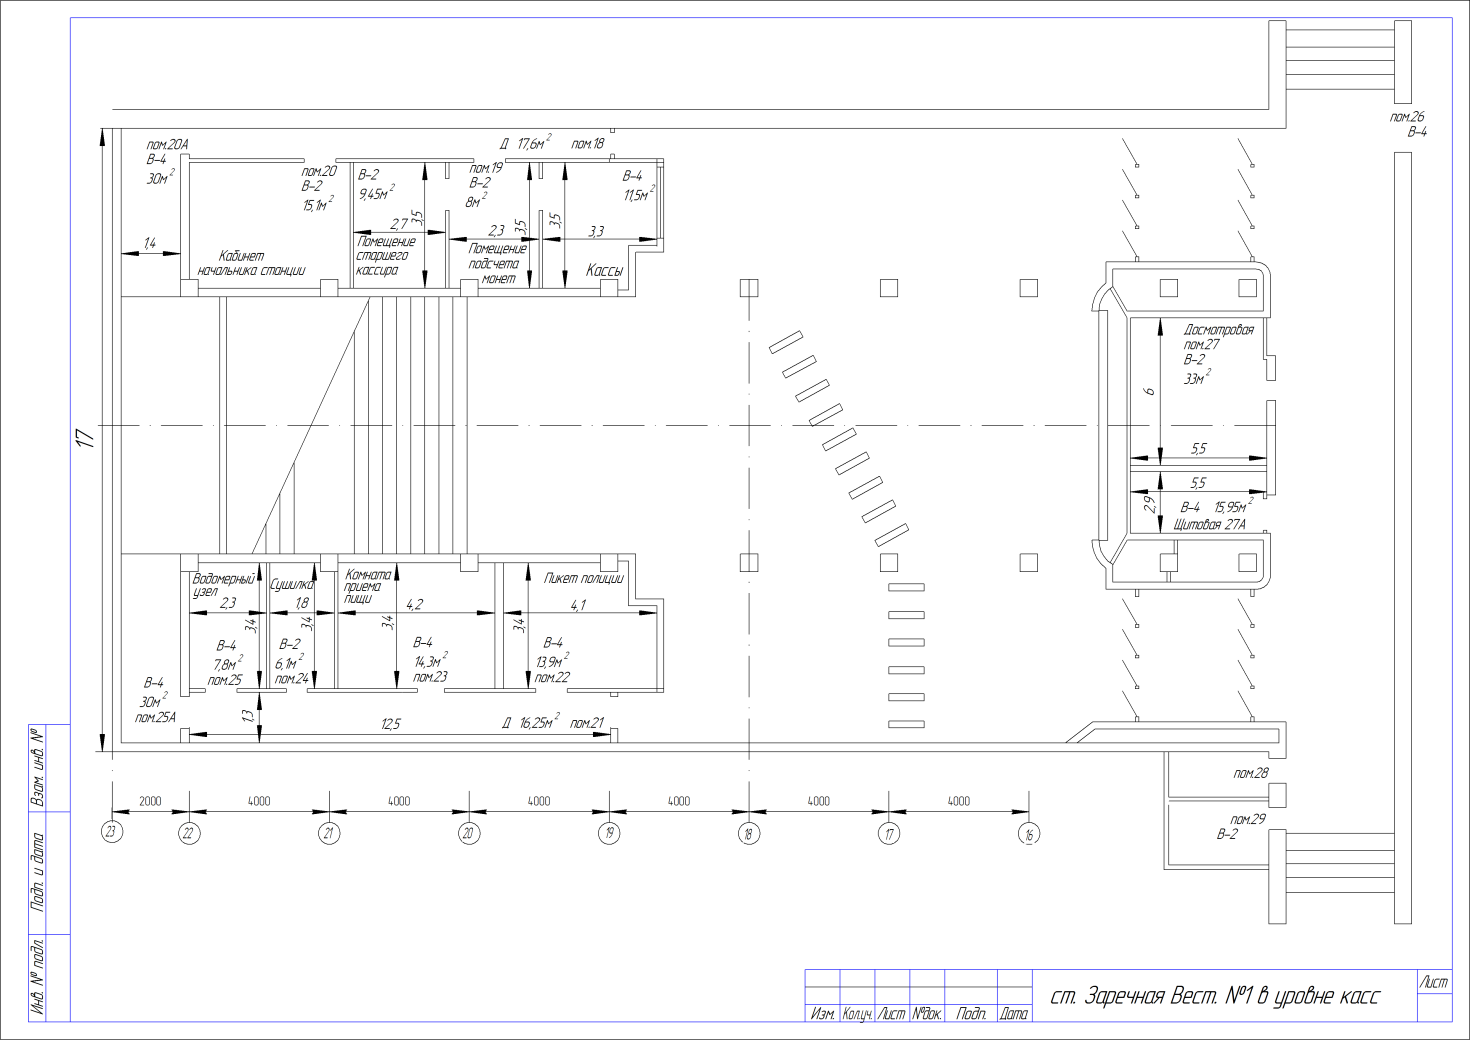 пом.26
В-4
пом.20А
В-4
30м²
Д 17,6м² пом.18
пом.20
В-2
15,1м²
В-2
9,45м²
пом.19
В-2
8м²
В-4
11,5м²
1,4
2,7
3,5
2,3
3,5
3,5
3,3
Кабинет
начальника станции
Помещение
старшего
кассира
Помещение
подсчета
монет
Кассы
17
Досмотровая
пом.27
В-2
33м²
6
5,5
5,5
2,9
В-4 15,95м²
Щитовая 27А
Водомерный
узел
2,3
3,4
В-4
7,8м²
пом.25
Сушилка
1,8
3,4
В-2
6,1м²
пом.24
Комната
приема
пищи
4,2
3,4
В-4
14,3м²
пом.23
Пикет полиции
4,1
3,4
В-4
13,9м²
пом.22
В-4
30м²
пом.25А
1,3
12,5
Д 16,25м² пом.21
пом.28
пом.29
В-2
2000 4000 4000 4000 4000 4000 4000
23 22 21 20 19 18 17 16
Взам. инв. №
Подп. и дата
Инв. № подл.
Изм. Кол.уч. Лист №док. Подп. Дата
ст. Заречная Вест. №1 в уровне касс
Лист